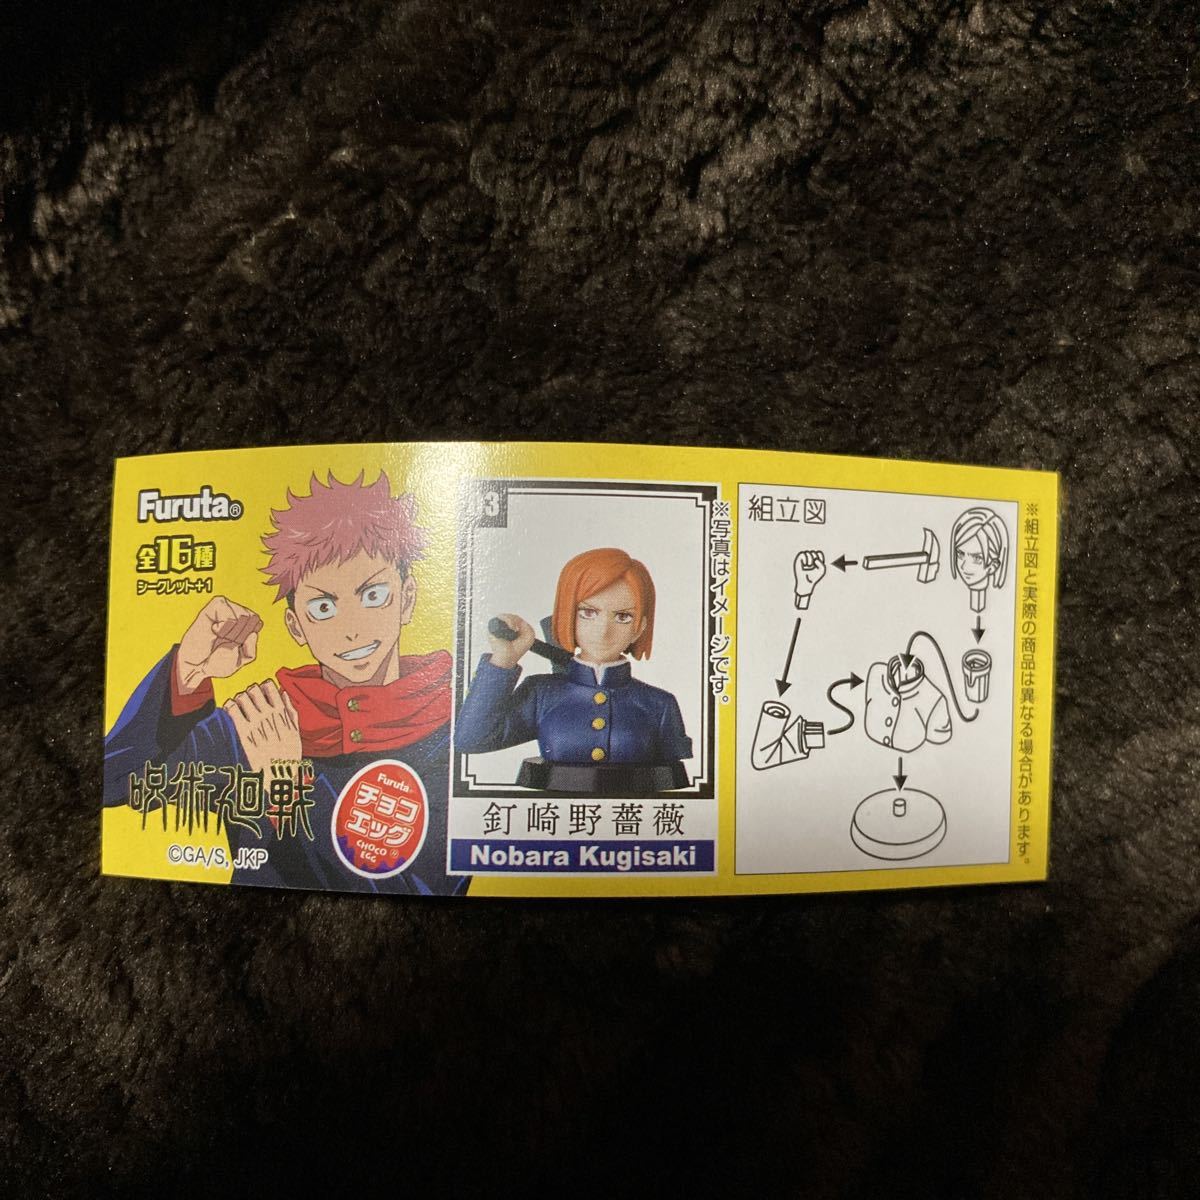 Furuta®
全16種
シークレット+1
じゅじゅつかいせん
呪術廻戦
©GA/S, JKP
Furuta®
チョコ
エッグ
CHOCO
EGG
3
※写真はイメージです。
釘崎野薔薇
Nobara Kugisaki
組立図
※組立図と実際の商品は異なる場合があります。